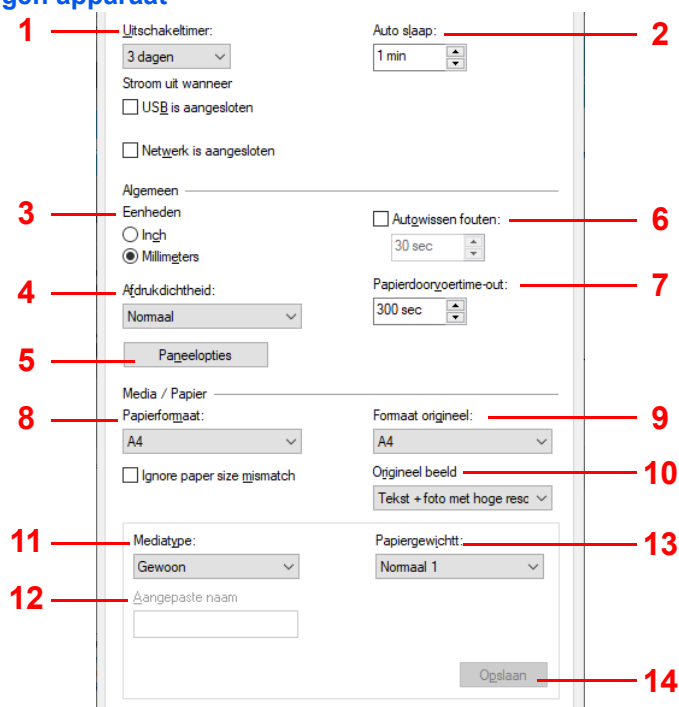 gon apparaat
1 Uitschakeltimer: Auto slaap: 2
3 dagen 1 min
Stroom uit wanneer
USB is aangesloten
Netwerk is aangesloten
Algemeen
3 Eenheden Autowissen fouten: 6
Inch 30 sec
Millimeters
4 Afdrukdichtheid: Papierdoorvoertime-out: 7
Normaal 300 sec
5 Paneelopties
Media / Papier
8 Papierformaat: Formaat origineel: 9
A4 A4
Ignore paper size mismatch Origineel beeld 10
Tekst + foto met hoge resc
11 Mediatype: Papiergewichtt: 13
Gewoon Normaal 1
12 Aangepaste naam
Opslaan 14